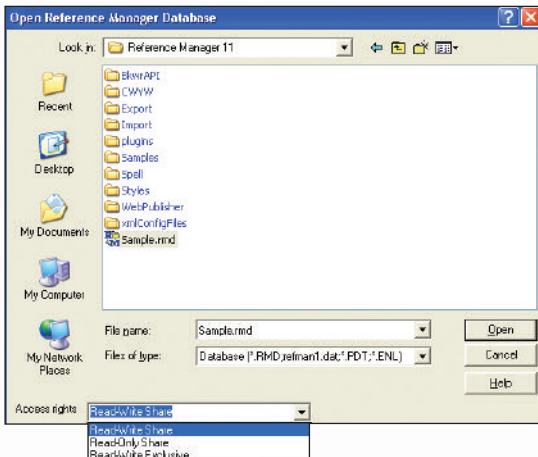 Open Reference Manager Database
Look in: Reference Manager 11
BkwrAPI
CWYW
Export
Import
plugins
Samples
Spell
Styles
WebPublisher
xmlConfigFiles
Sample.rmd
Recent
Desktop
My Documents
My Computer
My Network Places
File name: Sample.rmd
Files of type: Database (*.RMD;refman1.dat;*.PDT;*.ENL)
Open
Cancel
Help
Access rights Read-Write Share
Read-Write Share
Read-Only Share
Read-Write Exclusive